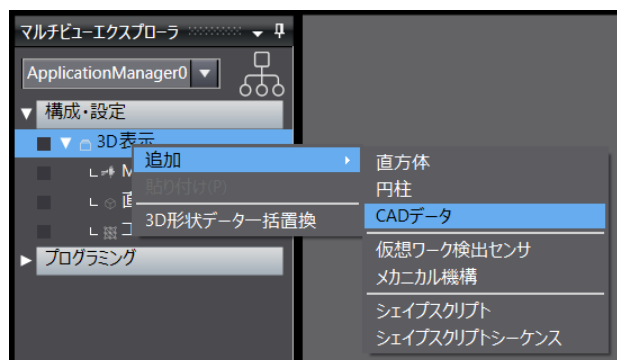 マルチビューエクスプローラ
ApplicationManager0
構成・設定
3D表示
追加
貼り付け(P)
3D形状データ一括置換
直方体
円柱
CADデータ
仮想ワーク検出センサ
メカニカル機構
シェイプスクリプト
シェイプスクリプトシーケンス
プログラミング